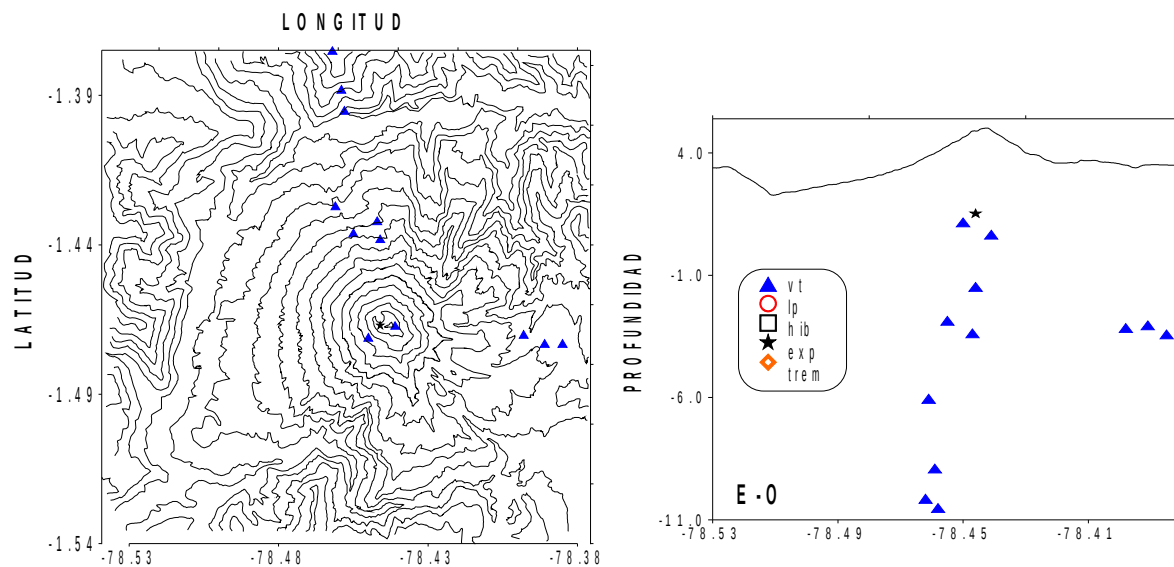 LONGITUD
LATITUD
-1.39
-1.44
-1.49
-1.54
-78.53
-78.48
-78.43
-78.38
PROFUNDIDAD
4.0
-1.0
-6.0
-11.0
vt
lp
hib
exp
trem
E-O
-78.53
-78.49
-78.45
-78.41